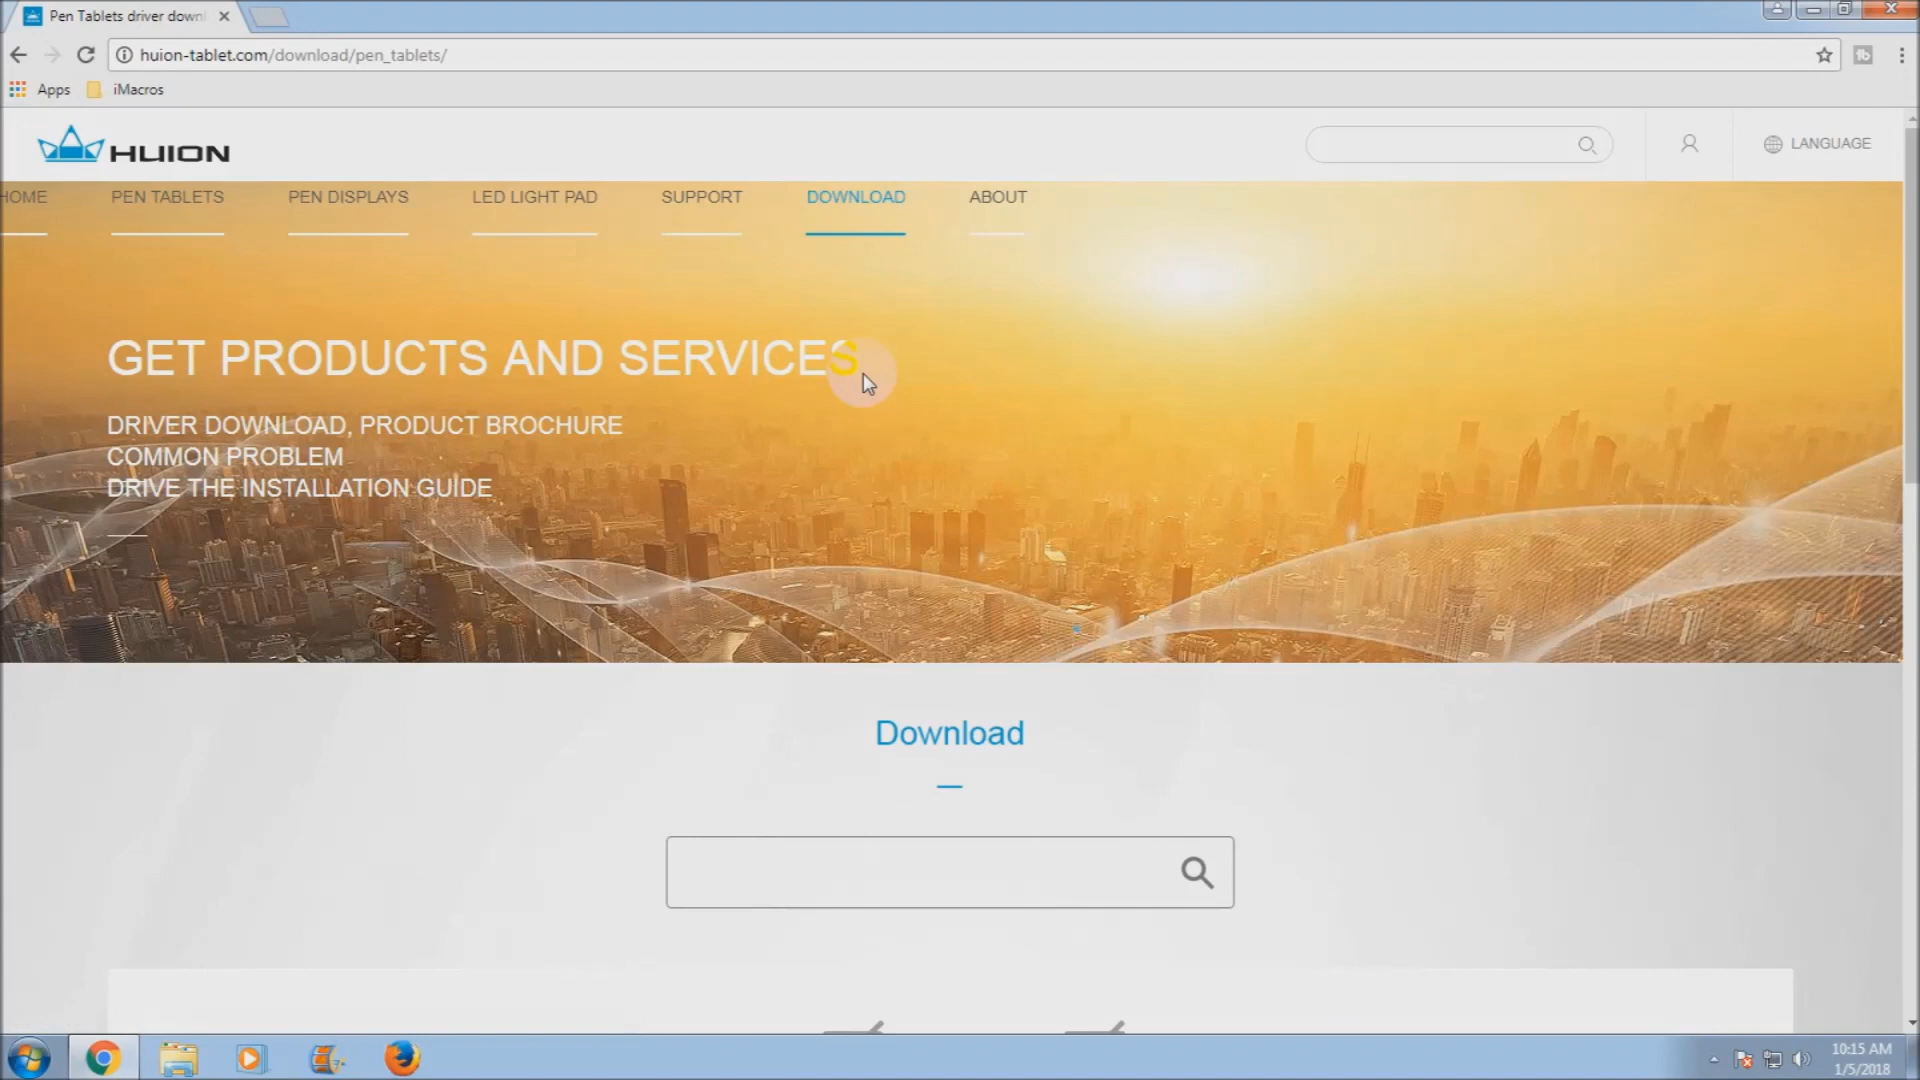 Pen Tablets driver downl
huion-tablet.com/download/pen_tablets/
Apps
iMacros
HUION
LANGUAGE
HOME
PEN TABLETS
PEN DISPLAYS
LED LIGHT PAD
SUPPORT
DOWNLOAD
ABOUT
GET PRODUCTS AND SERVICES
DRIVER DOWNLOAD, PRODUCT BROCHURE
COMMON PROBLEM
DRIVE THE INSTALLATION GUIDE
Download
10:15 AM
1/5/2018